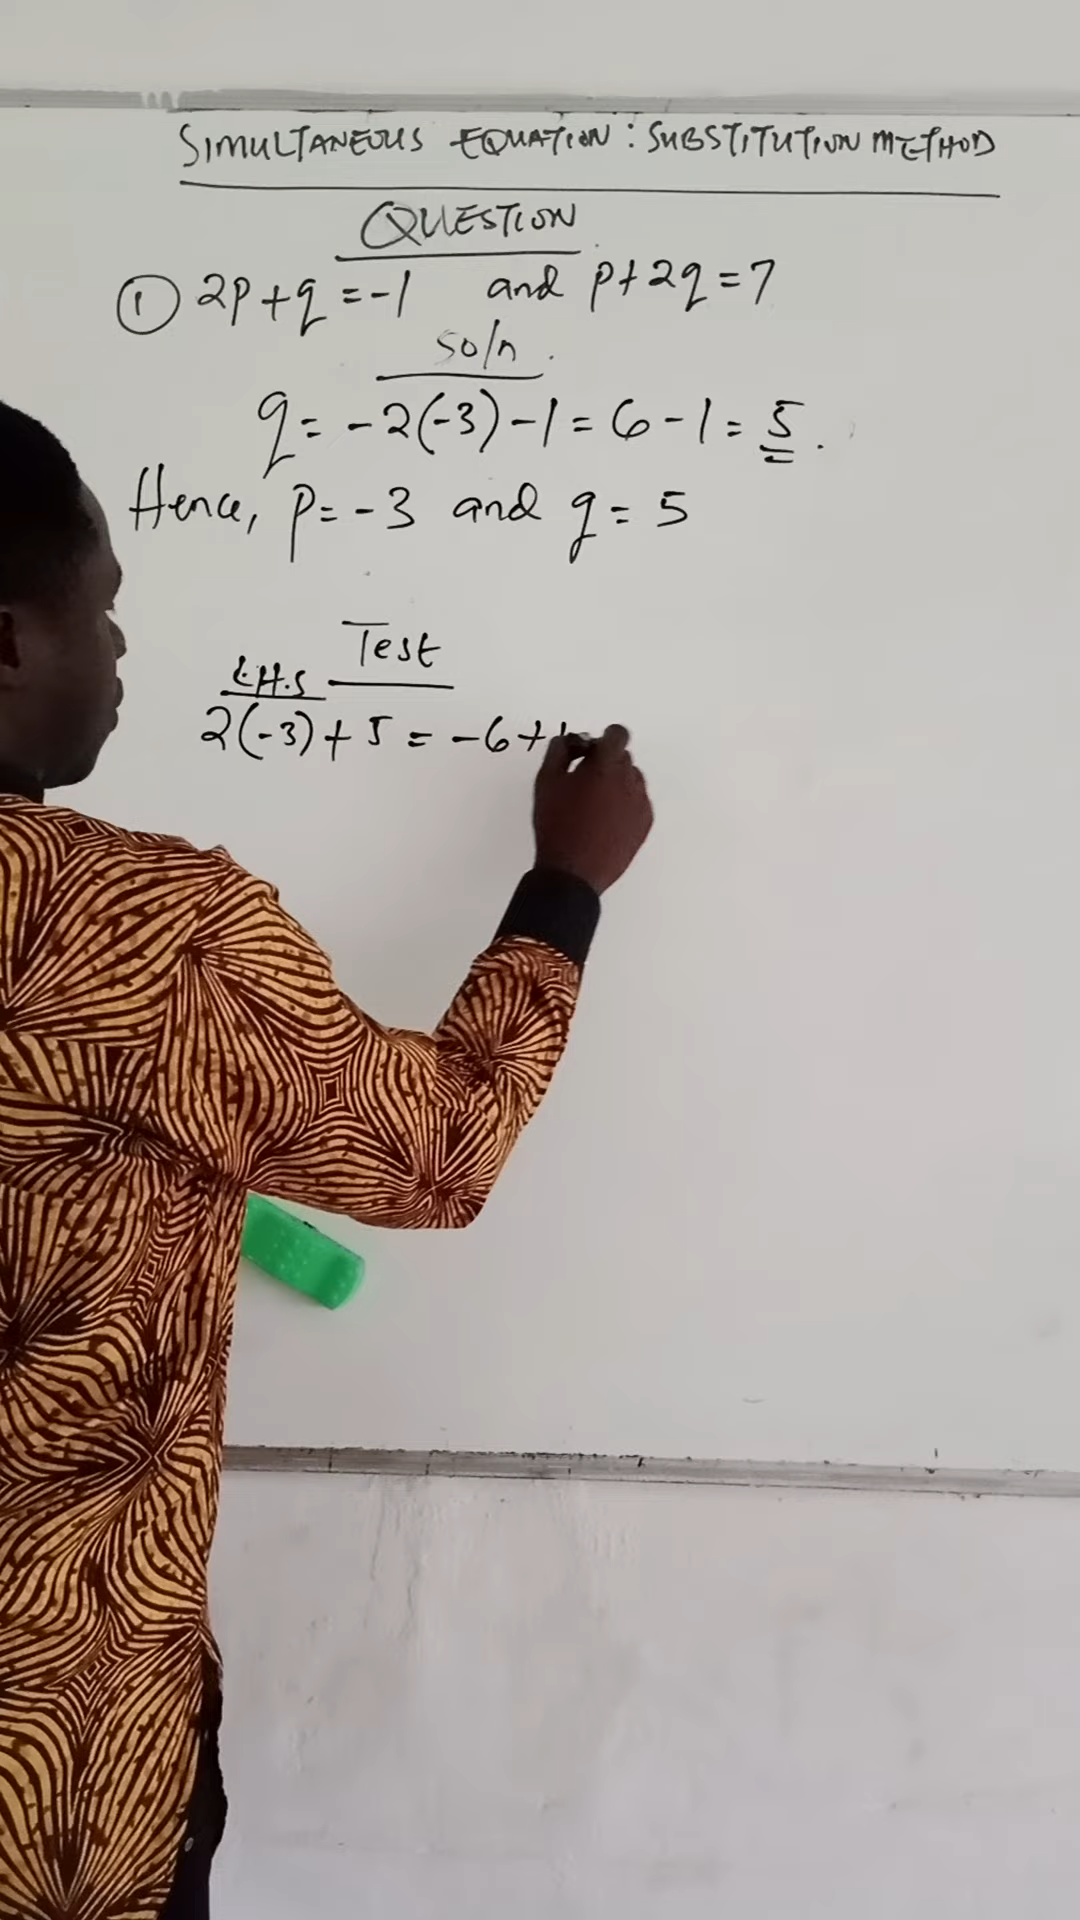 SIMULTANEOUS EQUATION: SUBSTITUTION METHOD
QUESTION
① 2p+q=-1 and p+2q=7
soln.
q=-2(-3)-1=6-1=5.
Hence, p=-3 and q=5
Test
L.H.S
2(-3)+5=-6+